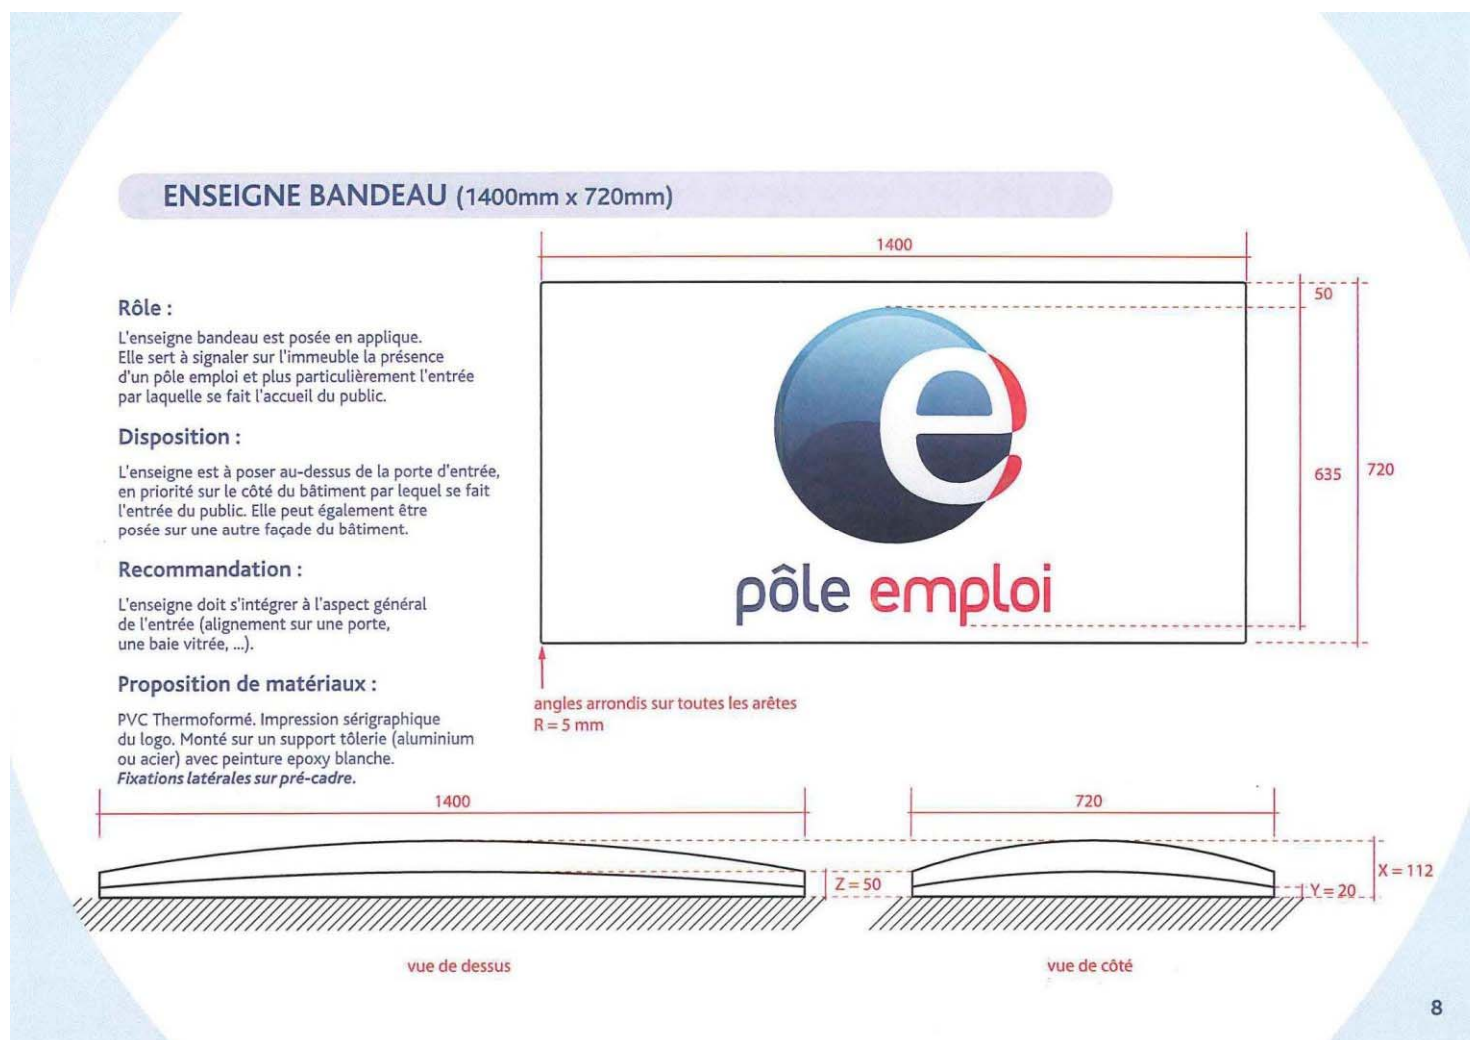 ENSEIGNE BANDEAU (1400mm x 720mm)
Rôle :
L'enseigne bandeau est posée en applique.
Elle sert à signaler sur l'immeuble la présence
d'un pôle emploi et plus particulièrement l'entrée
par laquelle se fait l'accueil du public.
Disposition :
L'enseigne est à poser au-dessus de la porte d'entrée,
en priorité sur le côté du bâtiment par lequel se fait
l'entrée du public. Elle peut également être
posée sur une autre façade du bâtiment.
Recommandation :
L'enseigne doit s'intégrer à l'aspect général
de l'entrée (alignement sur une porte,
une baie vitrée, ...).
Proposition de matériaux :
PVC Thermoformé. Impression sérigraphique
du logo. Monté sur un support tôlerie (aluminium
ou acier) avec peinture epoxy blanche.
Fixations latérales sur pré-cadre.
1400
50
635
720
e
pôle emploi
angles arrondis sur toutes les arêtes
R = 5 mm
1400
Z = 50
vue de dessus
720
X = 112
Y = 20
vue de côté
8